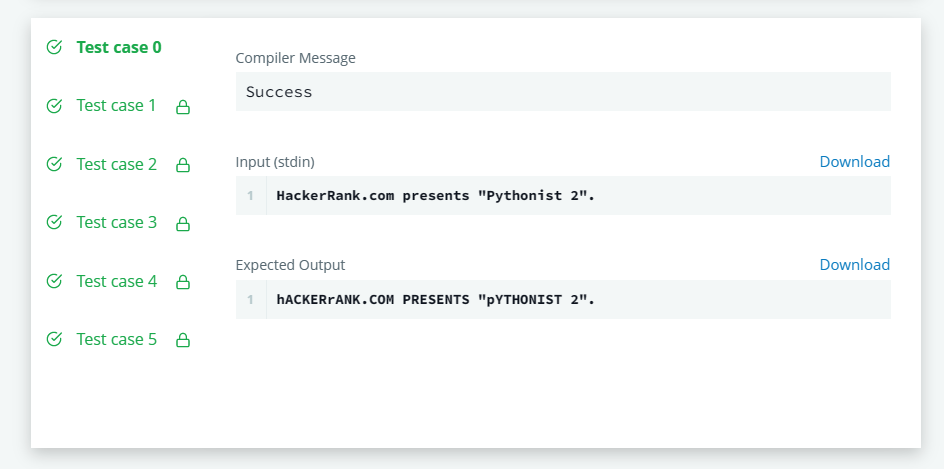 Test case 0
Test case 1
Test case 2
Test case 3
Test case 4
Test case 5
Compiler Message
Success
Input (stdin)
Download
1 HackerRank.com presents "Pythonist 2".
Expected Output
Download
1 hACKERrANK.COM PRESENTS "pYTHONIST 2".